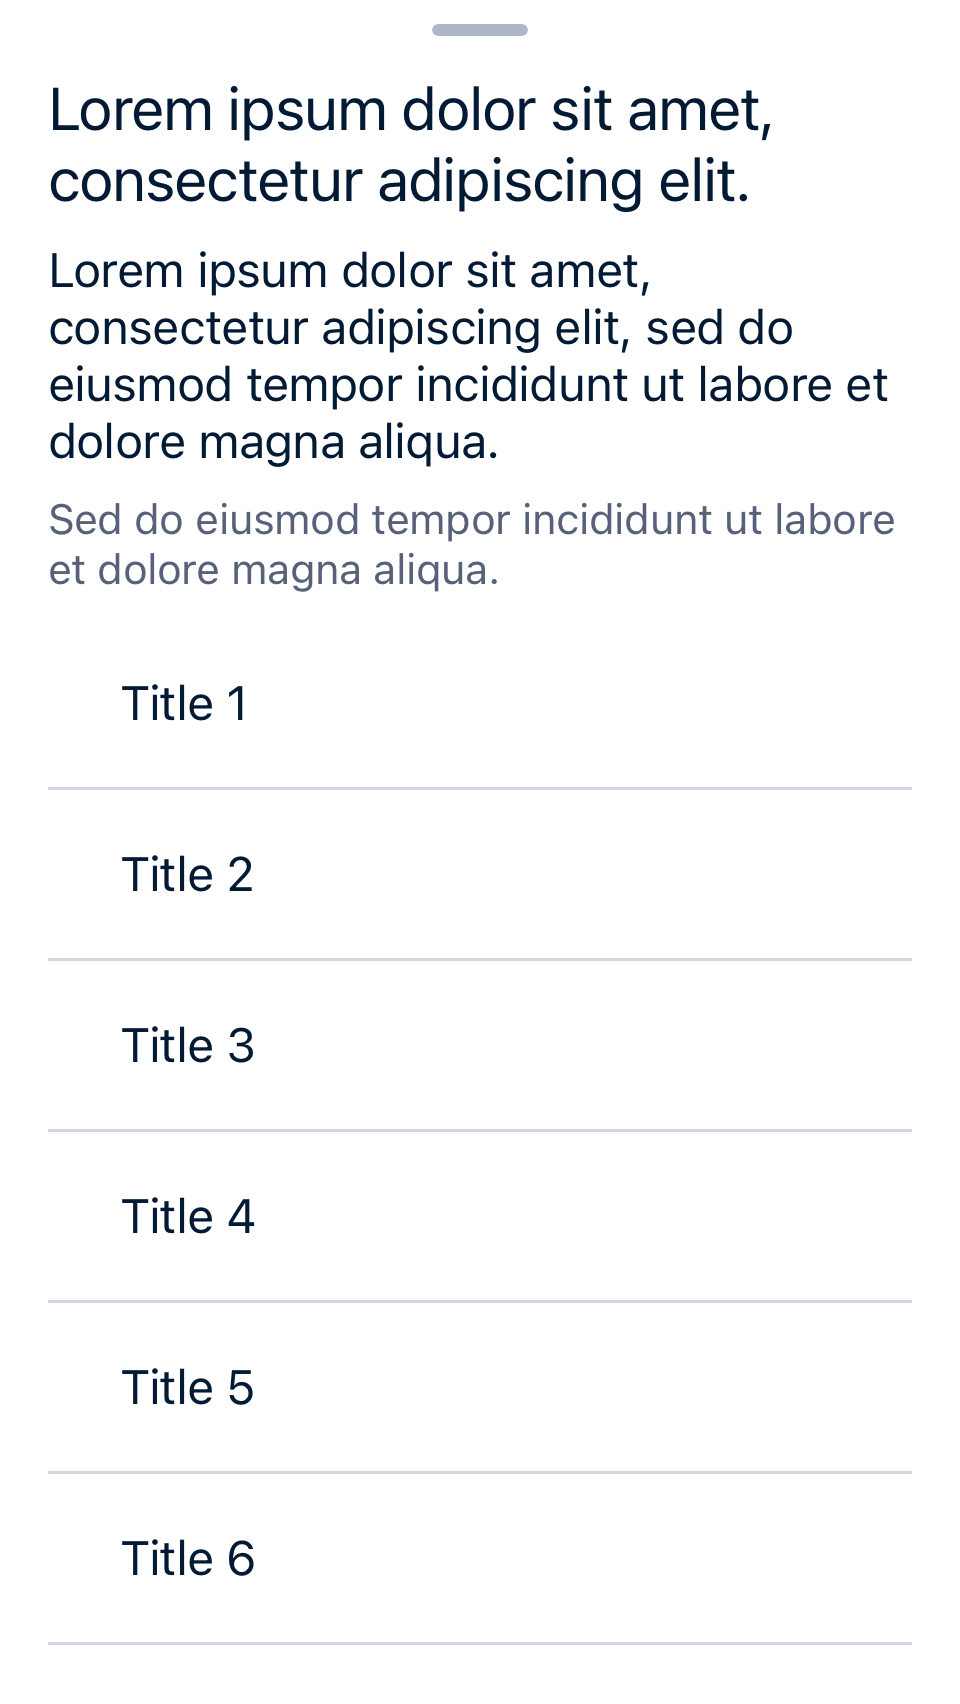 Lorem ipsum dolor sit amet,
consectetur adipiscing elit.
Lorem ipsum dolor sit amet,
consectetur adipiscing elit, sed do
eiusmod tempor incididunt ut labore et
dolore magna aliqua.
Sed do eiusmod tempor incididunt ut labore
et dolore magna aliqua.
Title 1
Title 2
Title 3
Title 4
Title 5
Title 6